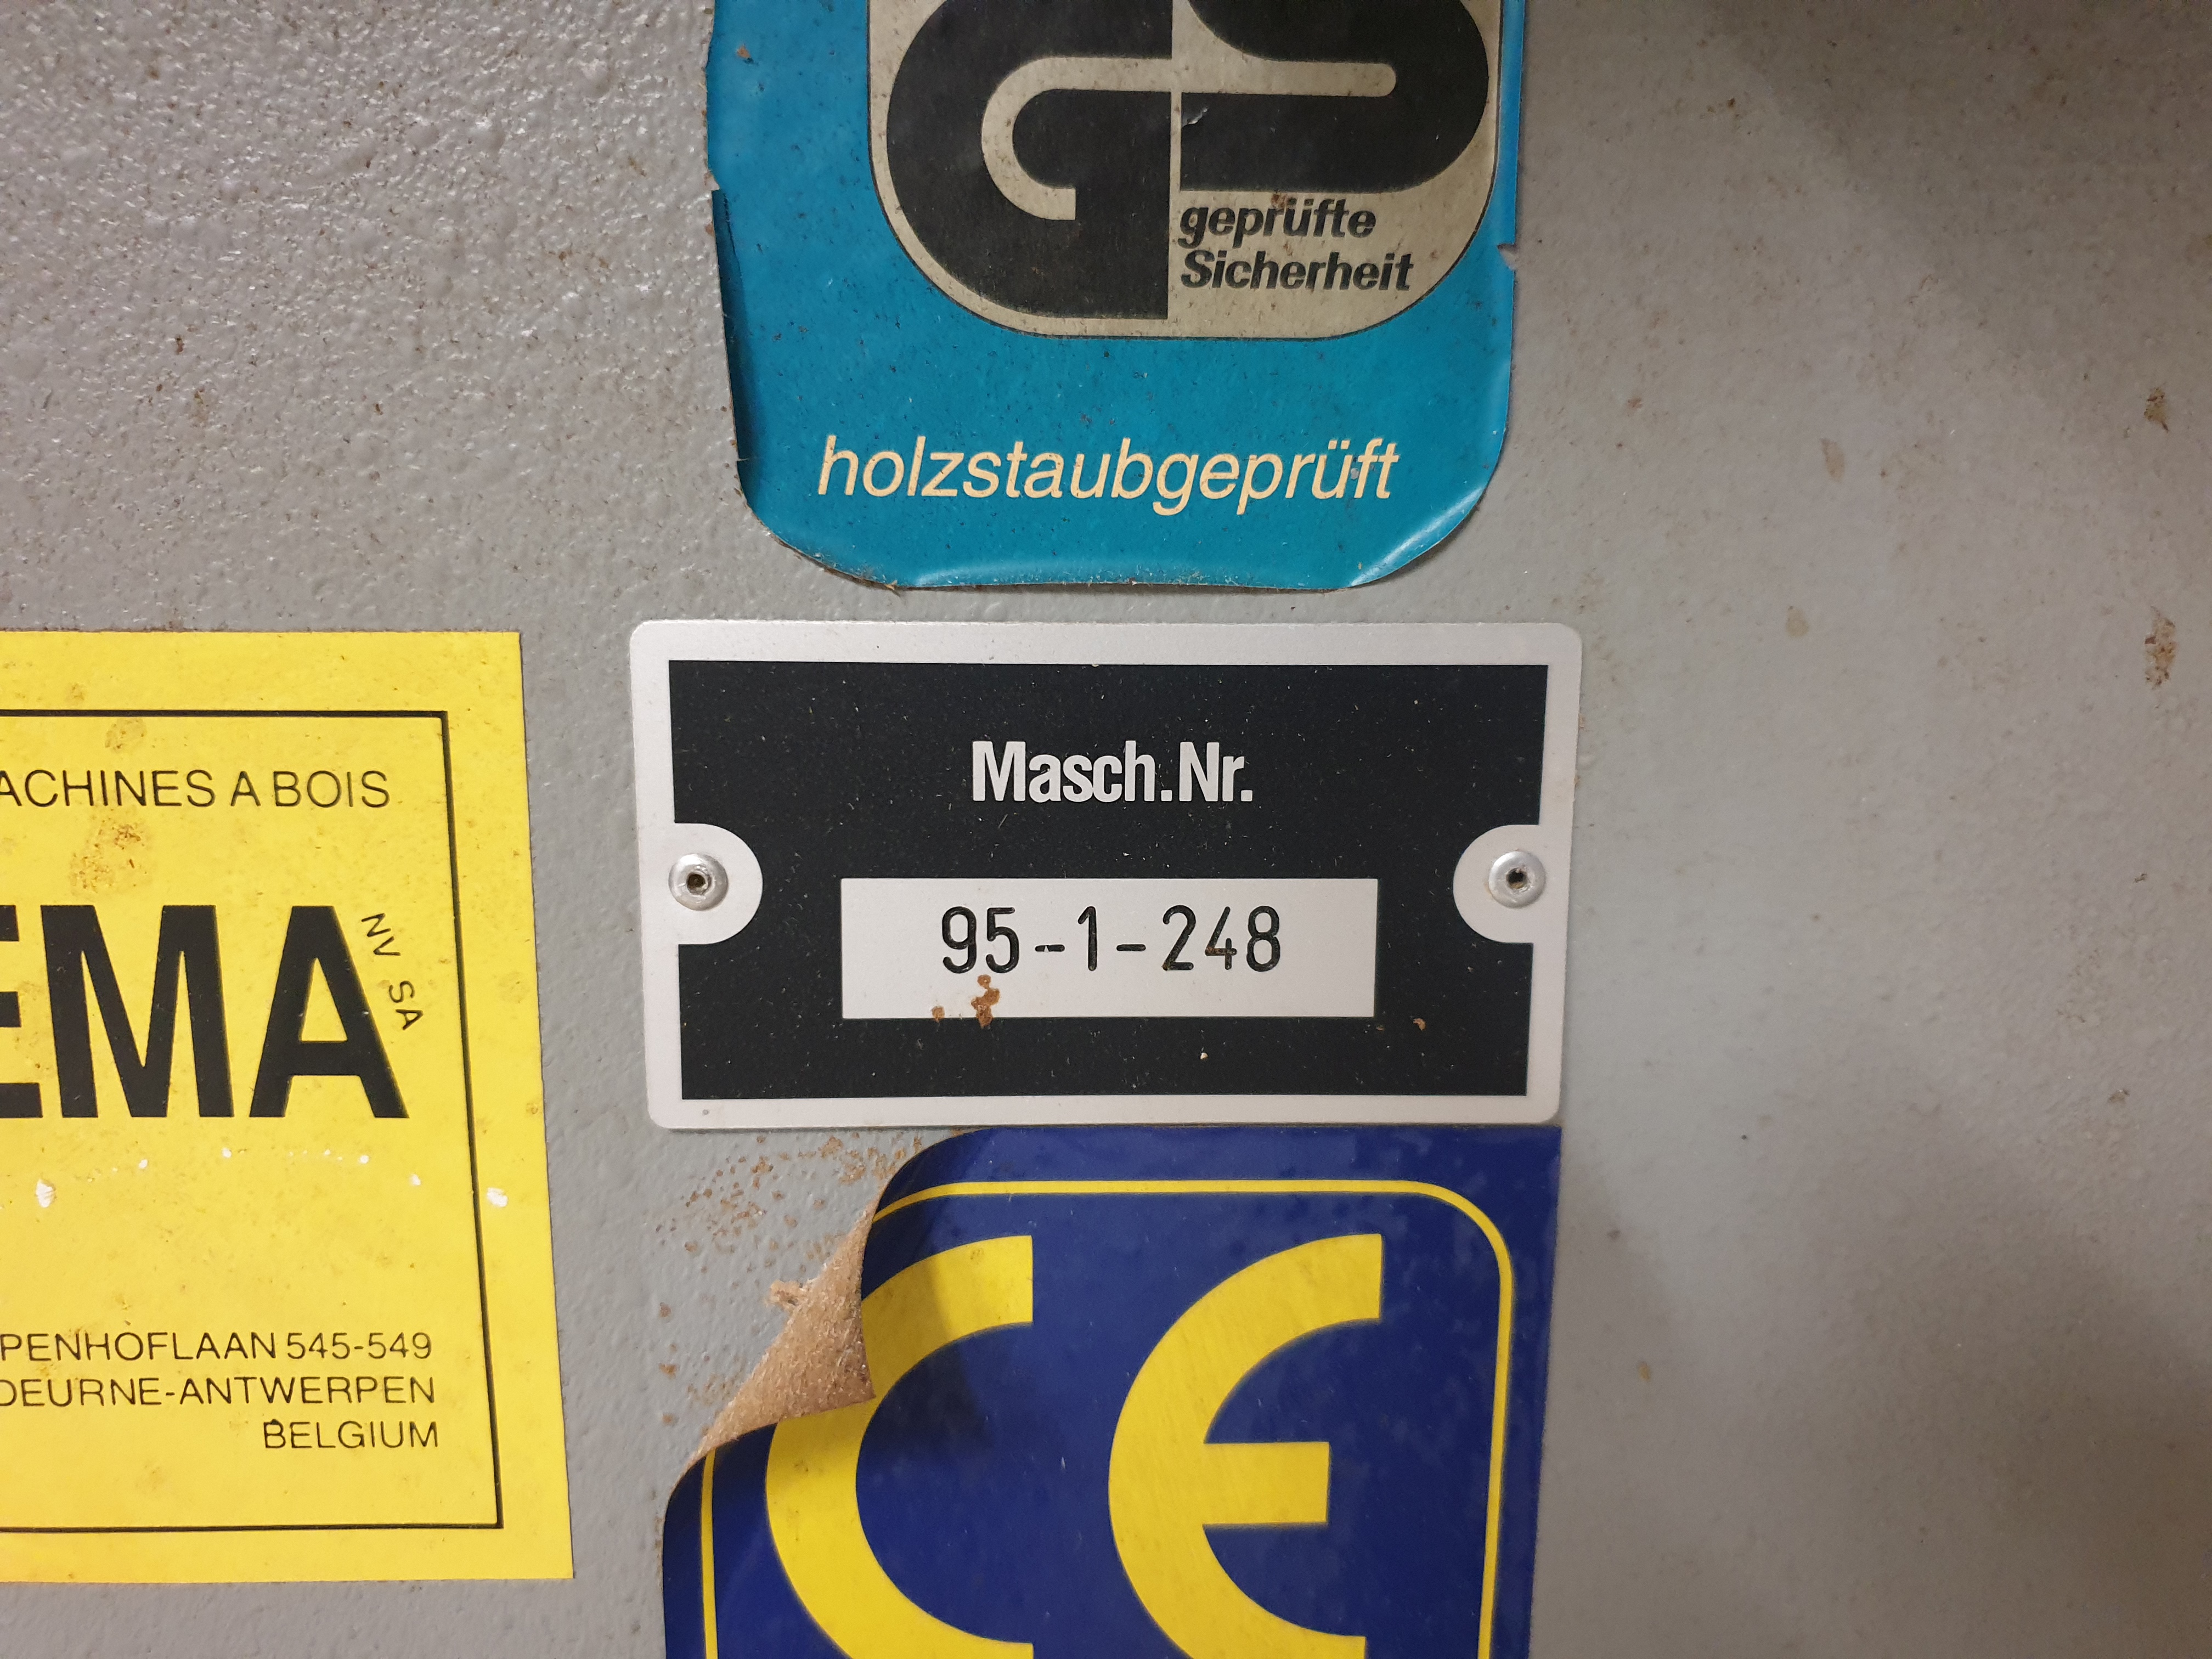 GS
geprüfte
Sicherheit
holzstaubgeprüft
Masch.Nr.
95-1-248
ACHINES A BOIS
EMA
NV SA
PENHOFLAAN 545-549
DEURNE-ANTWERPEN
BELGIUM
CE